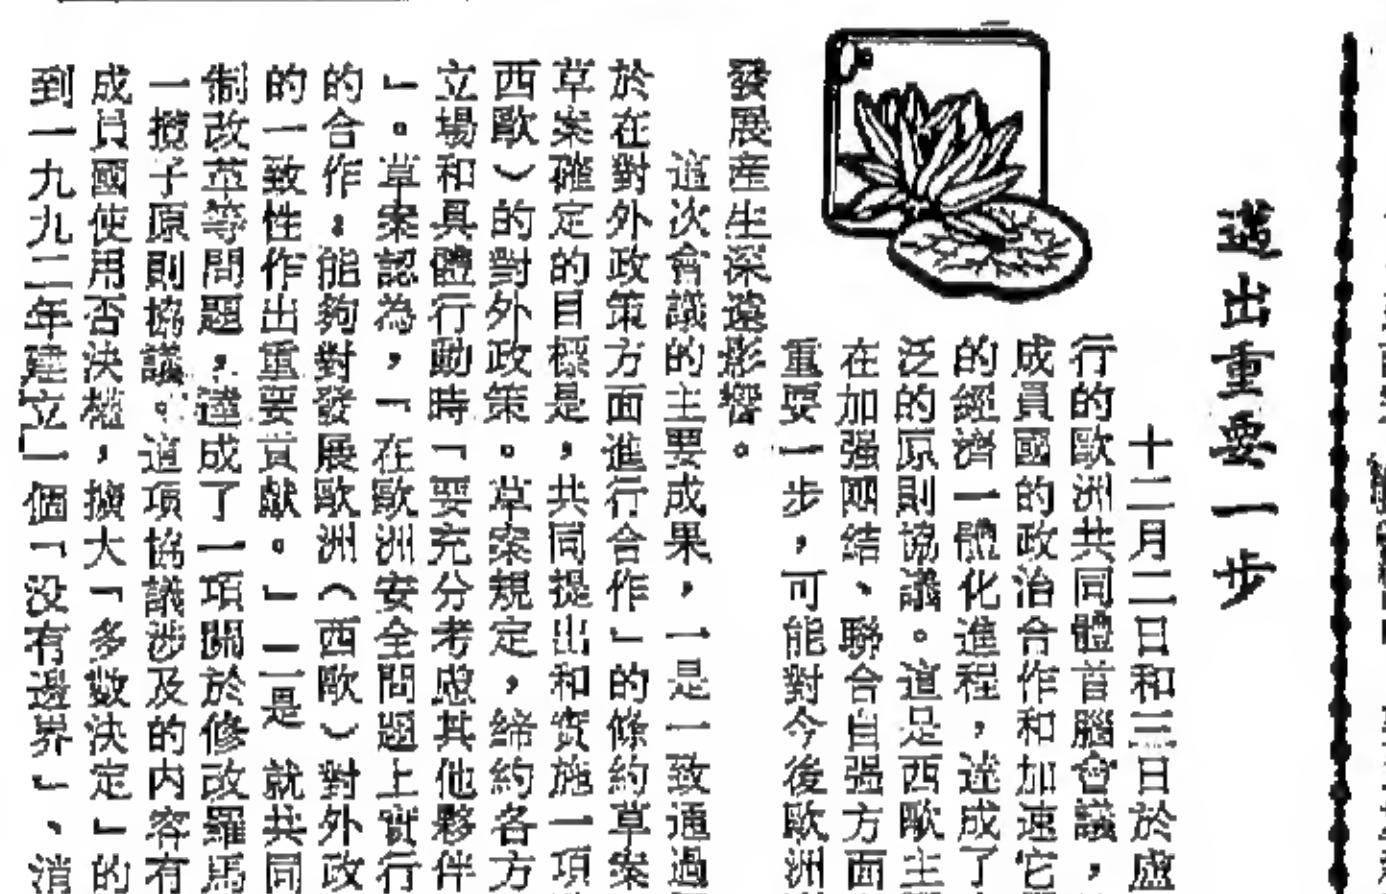 邁出重要一步
十二月二日和三日於盧
行的歐洲共同體首腦會議，
成員國的政治合作和加速它
的經濟一體化進程，達成了
泛的原則協議。這是西歐主
在加强團结、聯合自强方面
重要一步，可能對今後歐洲
發展産生深遠影響。
這次會議的主要成果，一是一致通過
於在對外政策方面進行合作」的條約草案
草案確定的目標是，共同提出和實施一項
西歐）的對外政策。草案規定，締約各方
立場和具體行動時「要充分考慮其他夥伴
」。草案認為，「在歐洲安全問題上實行
的合作，能夠對發展歐洲（西歐）對外政
的一致性作出重要貢献。」二是就共同
制改革等問題，達成了一項關於修改羅馬
一攬子原則協議。這項協議涉及的内容有
成員國使用否決權，擴大「多數決定」的
到一九九二年建立一個「没有邊界」、消